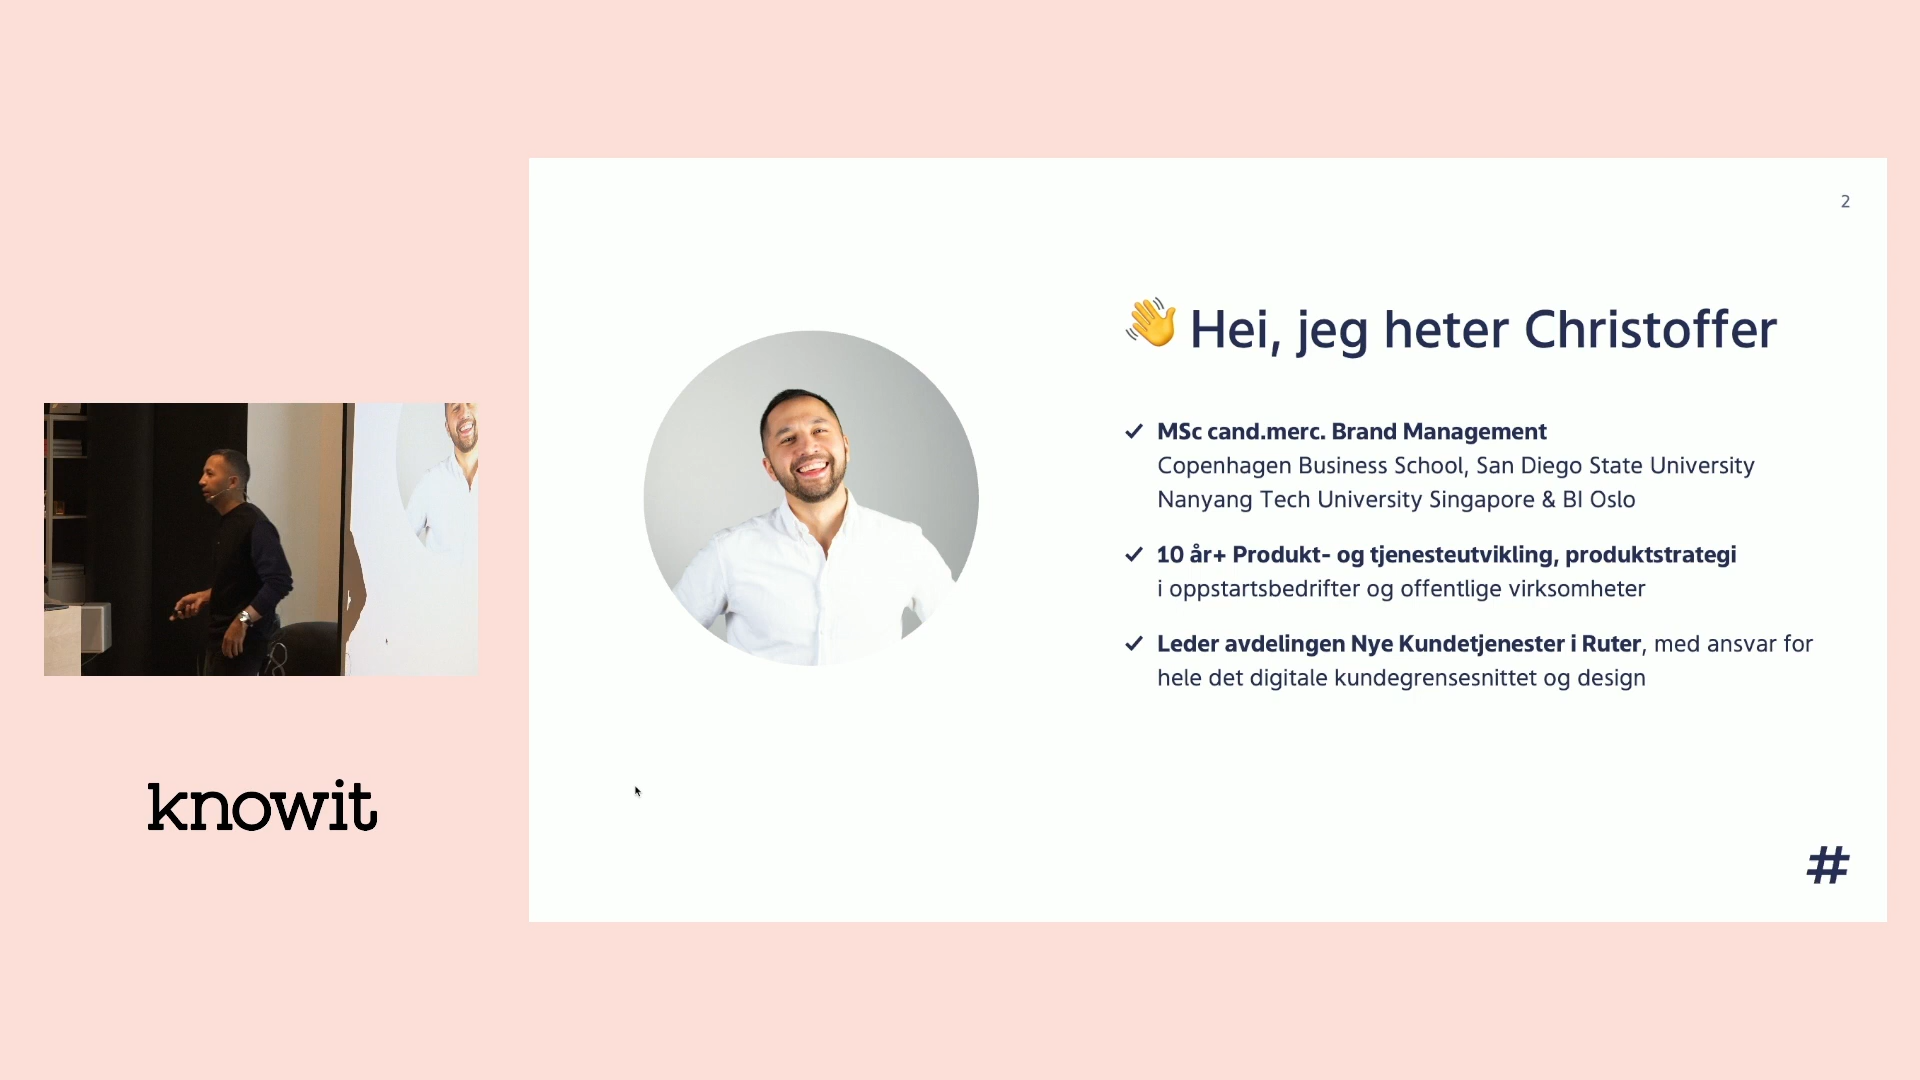 2
👋 Hei, jeg heter Christoffer
✓ MSc cand.merc. Brand Management
Copenhagen Business School, San Diego State University
Nanyang Tech University Singapore & BI Oslo
✓ 10 år+ Produkt- og tjenesteutvikling, produktstrategi
i oppstartsbedrifter og offentlige virksomheter
✓ Leder avdelingen Nye Kundetjenester i Ruter, med ansvar for
hele det digitale kundegrensesnittet og design
knowit
#